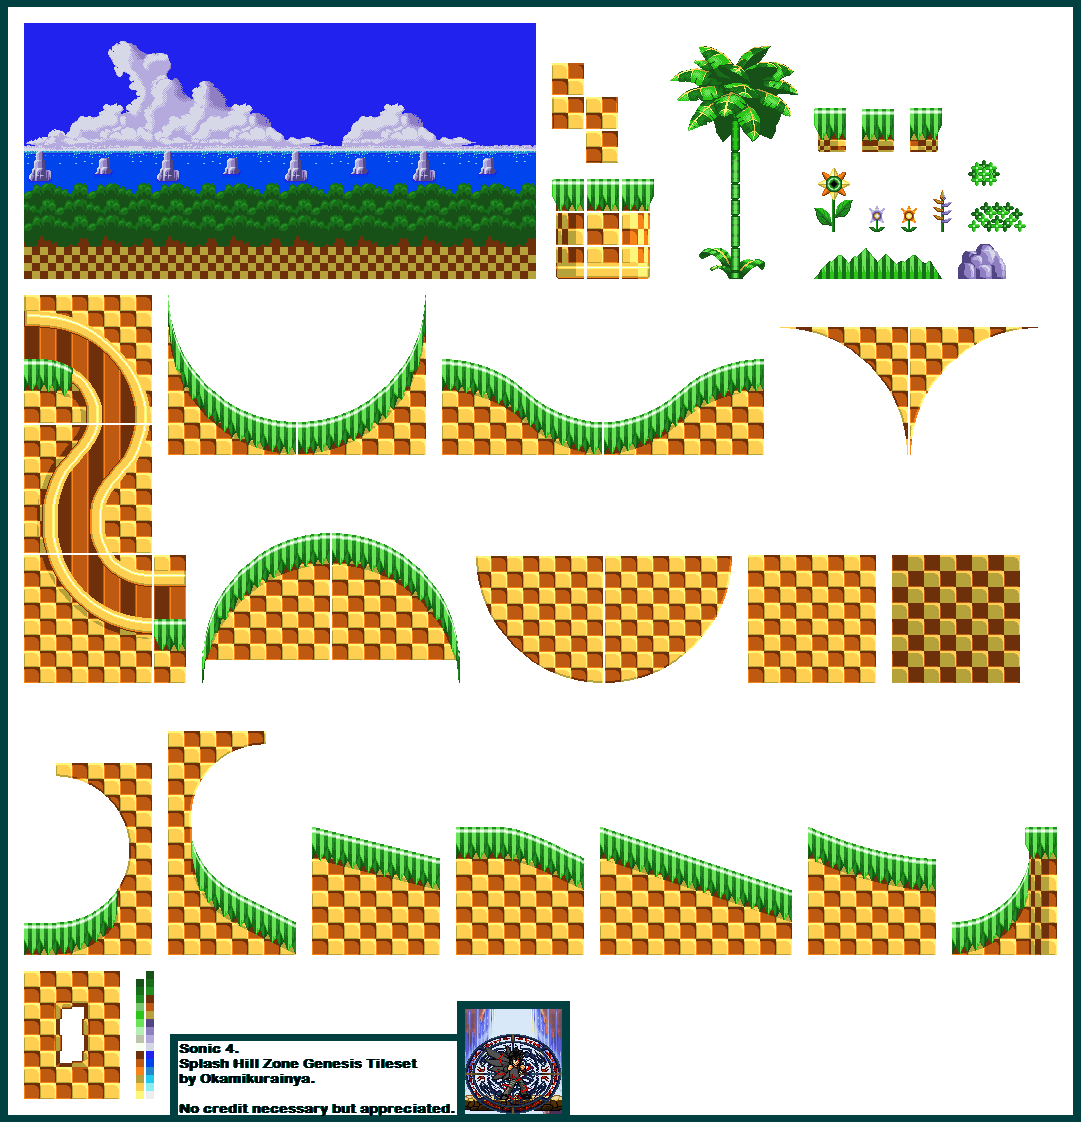 Sonic 4.
Splash Hill Zone Genesis Tileset
by Okamikurainya.
No credit necessary but appreciated.